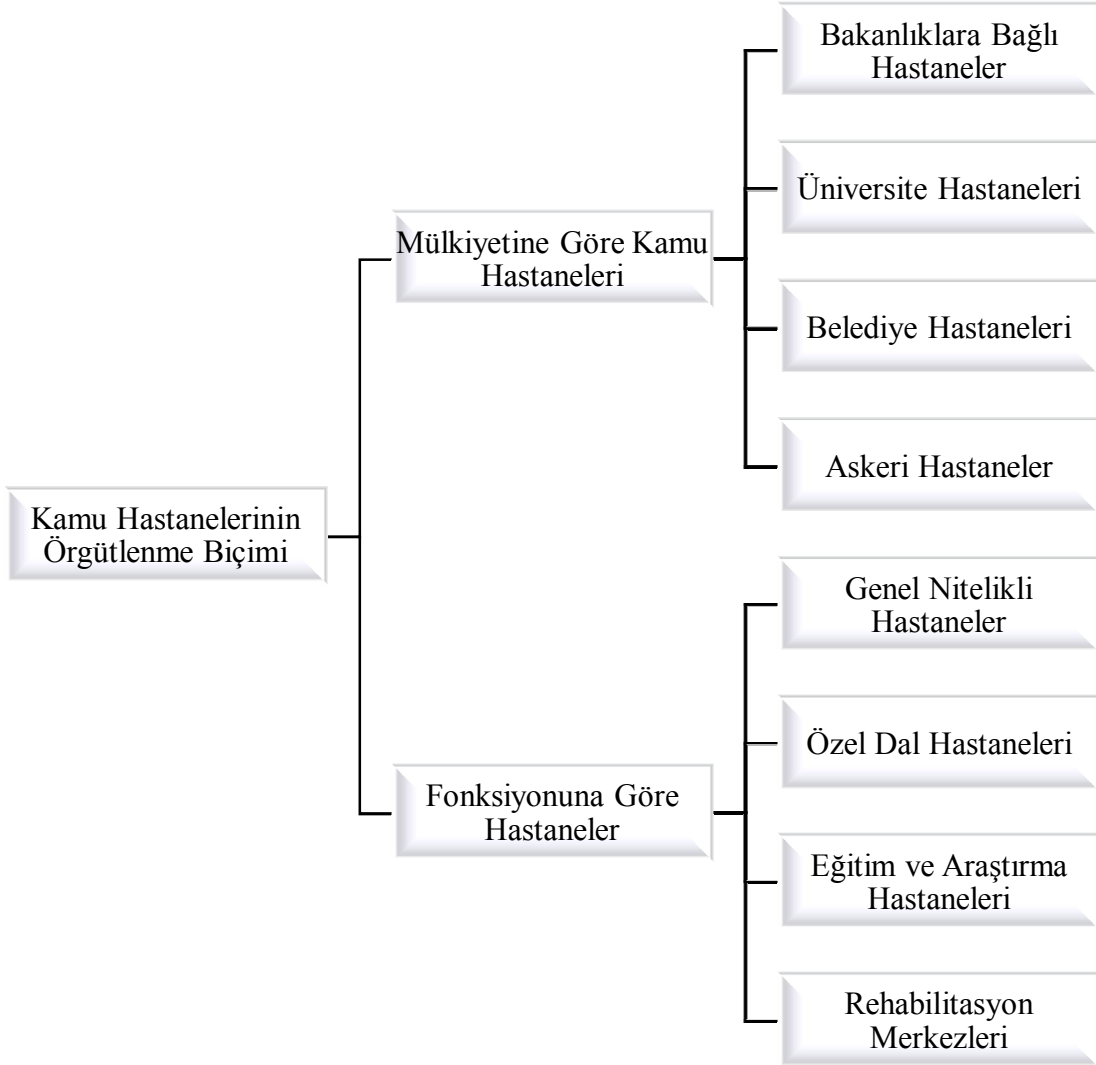 Kamu Hastanelerinin
Örgütlenme Biçimi
Mülkiyetine Göre Kamu
Hastaneleri
Bakanlıklara Bağlı
Hastaneler
Üniversite Hastaneleri
Belediye Hastaneleri
Askeri Hastaneler
Fonksiyonuna Göre
Hastaneler
Genel Nitelikli
Hastaneler
Özel Dal Hastaneleri
Eğitim ve Araştırma
Hastaneleri
Rehabilitasyon
Merkezleri